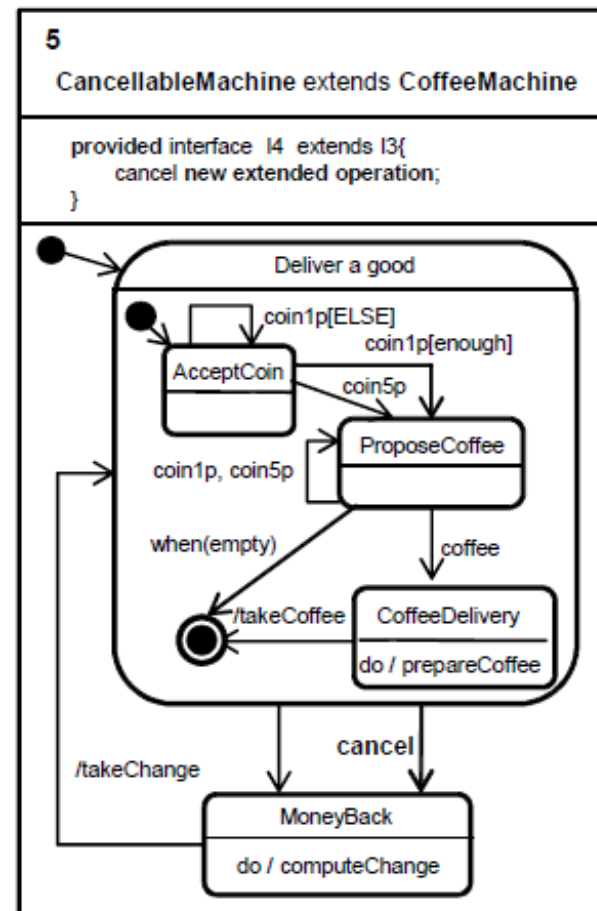 5
CancellableMachine extends CoffeeMachine
provided interface I4 extends I3{
cancel new extended operation;
}
Deliver a good
coin1p[ELSE]
coin1p[enough]
AcceptCoin
coin5p
ProposeCoffee
coin1p, coin5p
when(empty)
coffee
/takeCoffee
CoffeeDelivery
do / prepareCoffee
cancel
/takeChange
MoneyBack
do / computeChange